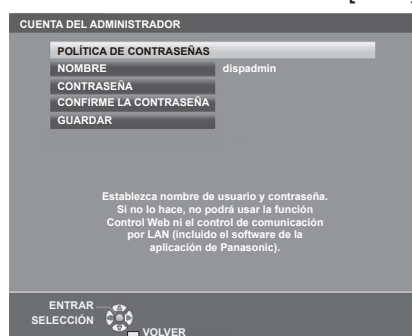 CUENTA DEL ADMINISTRADOR
POLÍTICA DE CONTRASEÑAS
NOMBRE dispadmin
CONTRASEÑA
CONFIRME LA CONTRASEÑA
GUARDAR
Establezca nombre de usuario y contraseña.
Si no lo hace, no podrá usar la función
Control Web ni el control de comunicación
por LAN (incluido el software de la
aplicación de Panasonic).
ENTRAR
SELECCIÓN
VOLVER